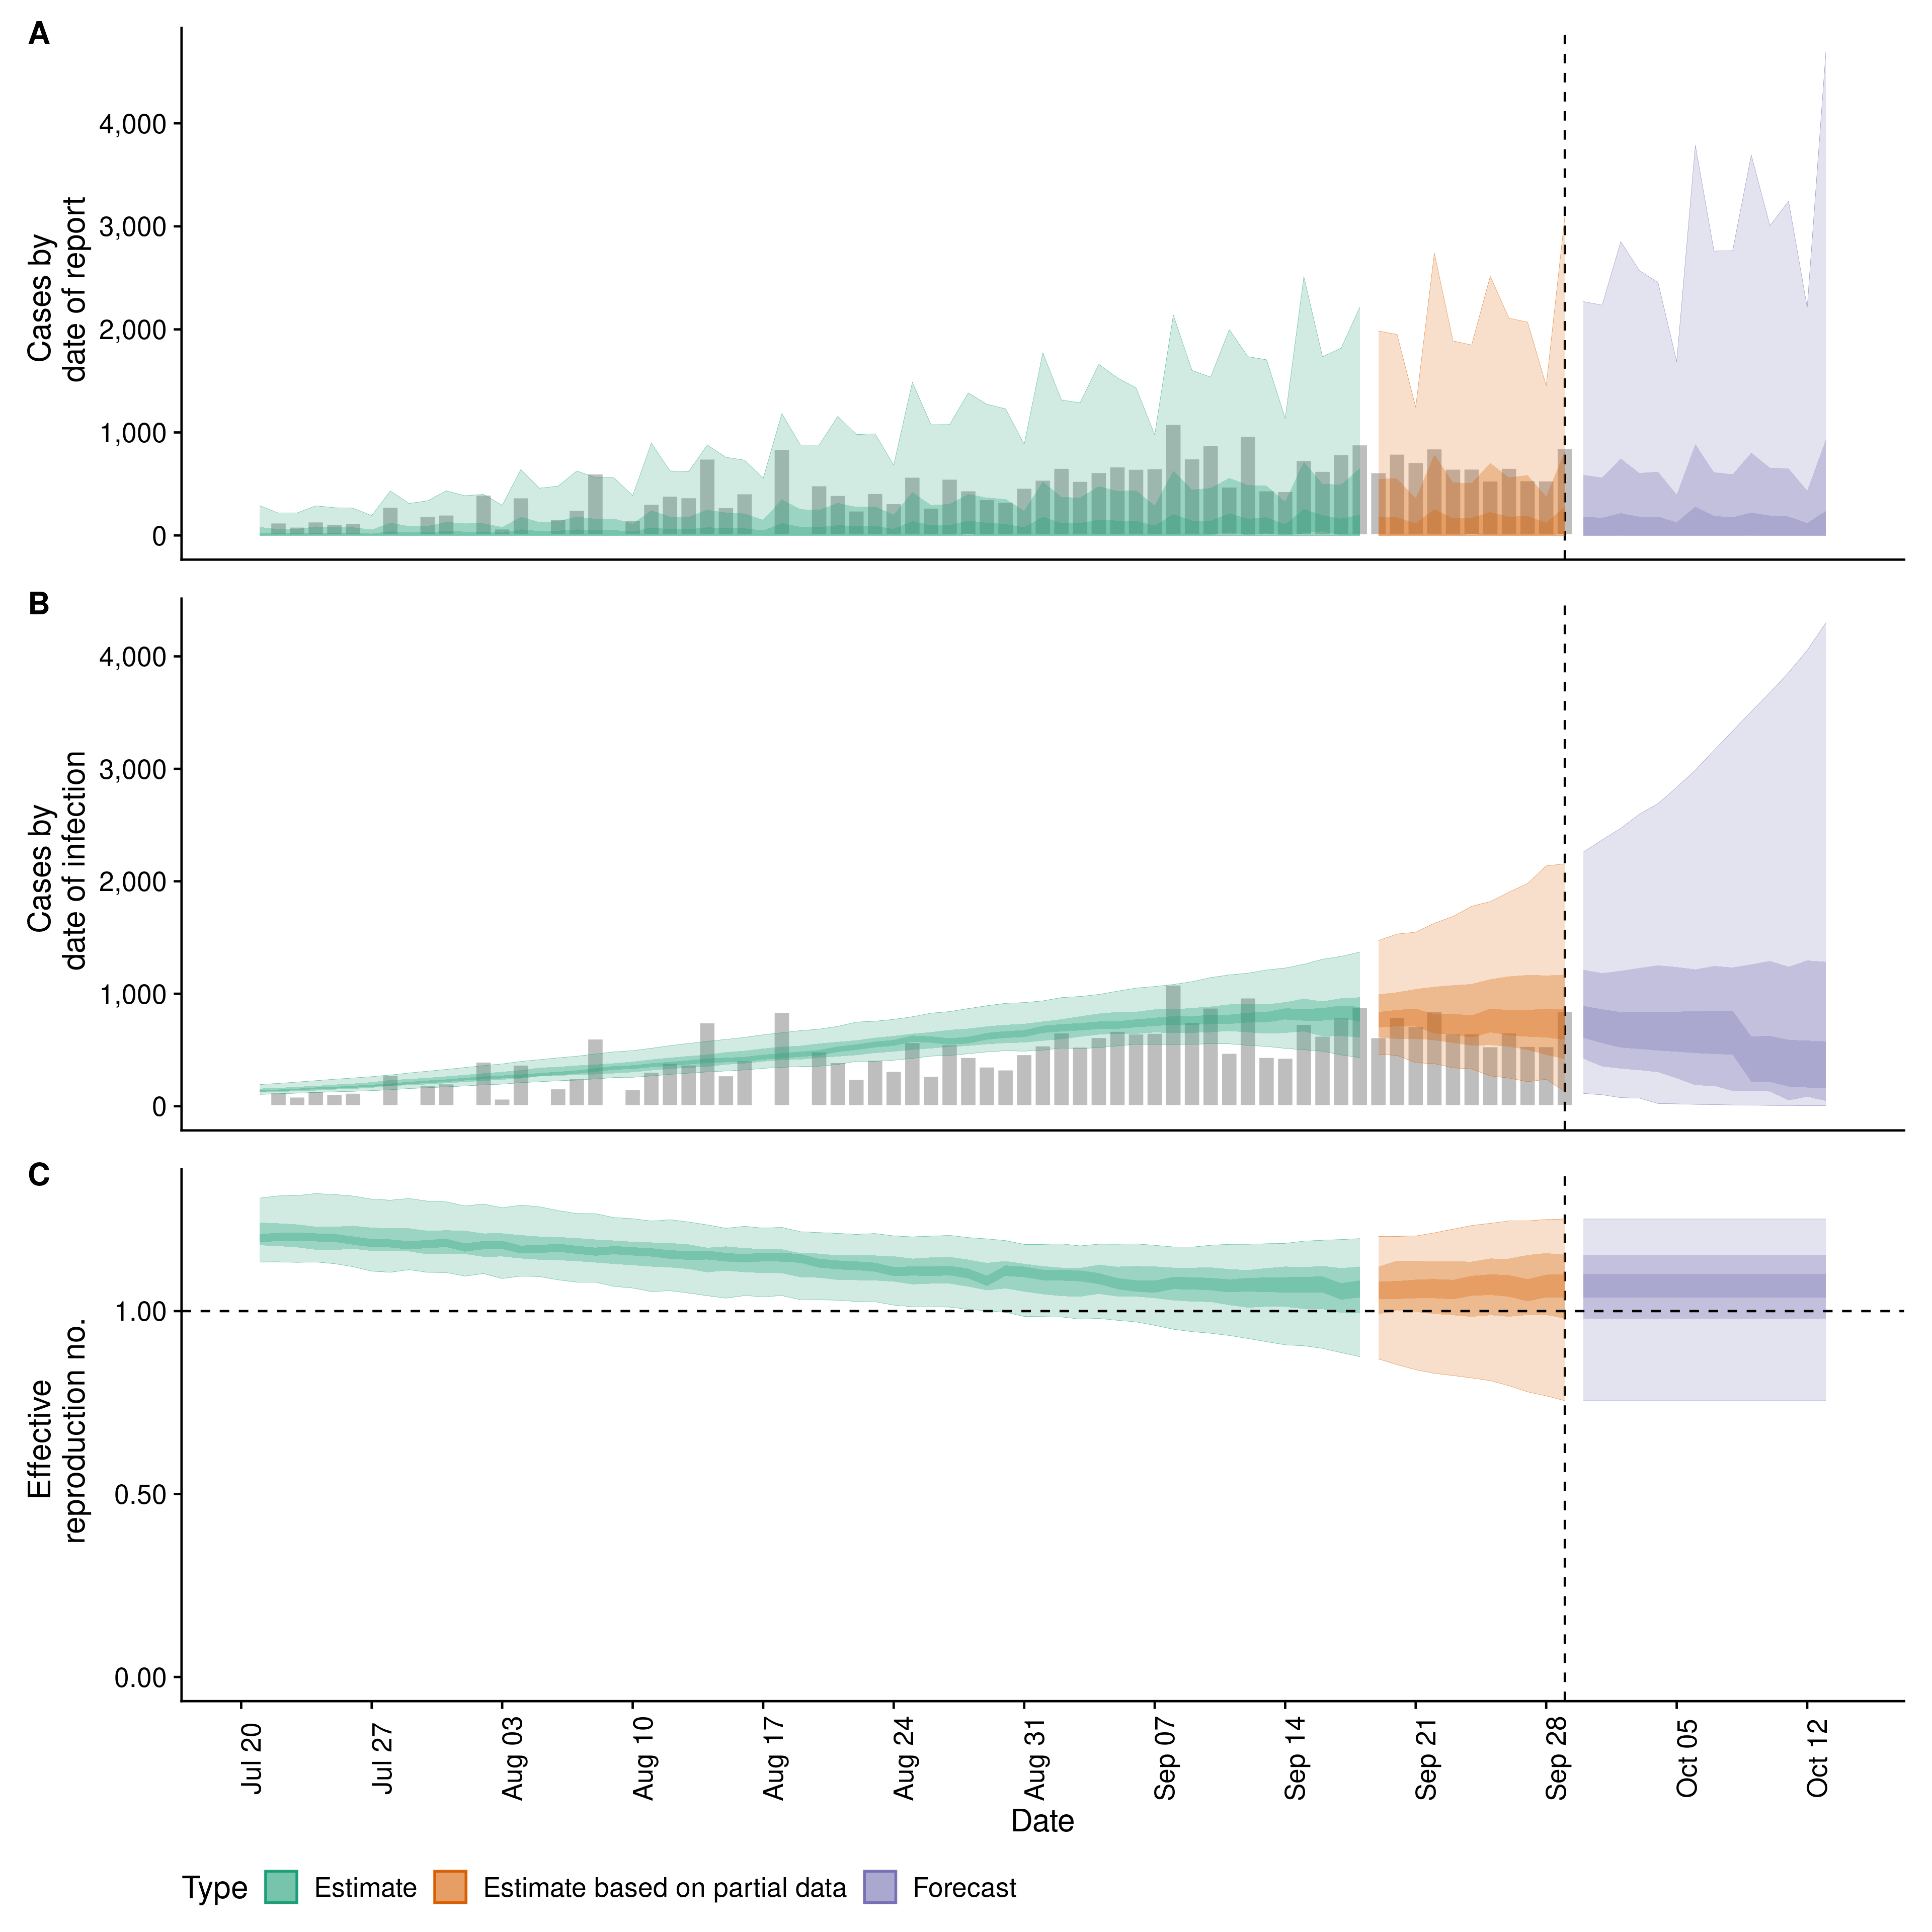 A
Cases by
date of report
4,000
3,000
2,000
1,000
0
B
Cases by
date of infection
4,000
3,000
2,000
1,000
0
C
Effective
reproduction no.
1.00
0.50
0.00
Jul 20
Jul 27
Aug 03
Aug 10
Aug 17
Aug 24
Aug 31
Sep 07
Sep 14
Sep 21
Sep 28
Oct 05
Oct 12
Date
Type Estimate Estimate based on partial data Forecast